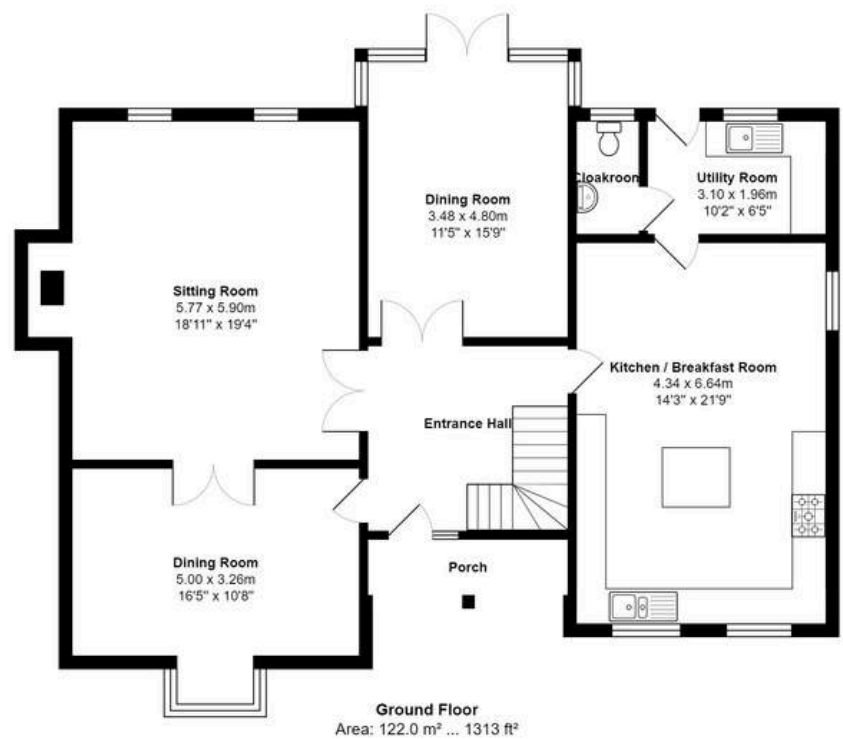 Dining Room
3.48 x 4.80m
11'5" x 15'9"
Cloakroom
Utility Room
3.10 x 1.96m
10'2" x 6'5"
Sitting Room
5.77 x 5.90m
18'11" x 19'4"
Kitchen / Breakfast Room
4.34 x 6.64m
14'3" x 21'9"
Entrance Hall
Dining Room
5.00 x 3.26m
16'5" x 10'8"
Porch
Ground Floor
Area: 122.0 m² ... 1313 ft²